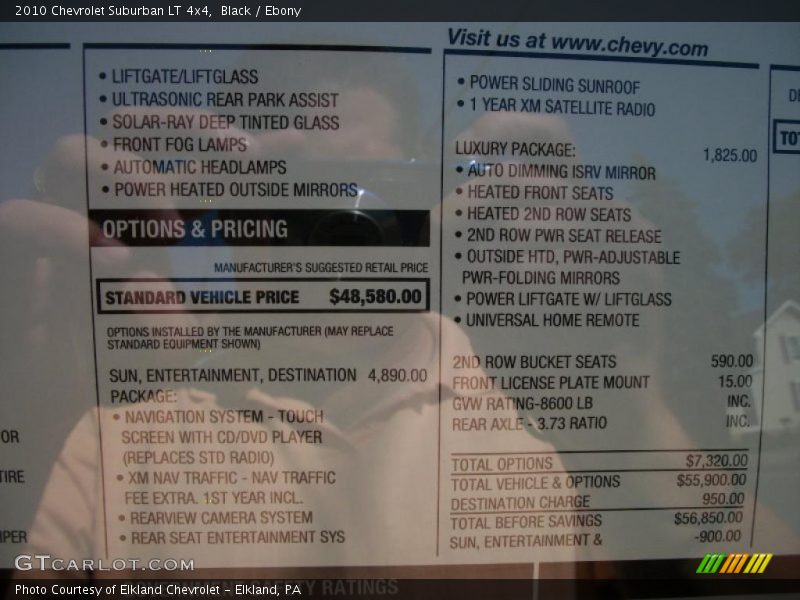 2010 Chevrolet Suburban LT 4x4, Black / Ebony
• LIFTGATE/LIFTGLASS
• ULTRASONIC REAR PARK ASSIST
• SOLAR-RAY DEEP TINTED GLASS
• FRONT FOG LAMPS
• AUTOMATIC HEADLAMPS
• POWER HEATED OUTSIDE MIRRORS
OPTIONS & PRICING
MANUFACTURER'S SUGGESTED RETAIL PRICE
STANDARD VEHICLE PRICE $48,580.00
OPTIONS INSTALLED BY THE MANUFACTURER (MAY REPLACE
STANDARD EQUIPMENT SHOWN)
SUN, ENTERTAINMENT, DESTINATION 4,890.00
PACKAGE:
• NAVIGATION SYSTEM - TOUCH
SCREEN WITH CD/DVD PLAYER
(REPLACES STD RADIO)
• XM NAV TRAFFIC - NAV TRAFFIC
FEE EXTRA. 1ST YEAR INCL.
• REARVIEW CAMERA SYSTEM
• REAR SEAT ENTERTAINMENT SYS
Visit us at www.chevy.com
• POWER SLIDING SUNROOF
• 1 YEAR XM SATELLITE RADIO
LUXURY PACKAGE: 1,825.00
• AUTO DIMMING ISRV MIRROR
• HEATED FRONT SEATS
• HEATED 2ND ROW SEATS
• 2ND ROW PWR SEAT RELEASE
• OUTSIDE HTD, PWR-ADJUSTABLE
PWR-FOLDING MIRRORS
• POWER LIFTGATE W/ LIFTGLASS
• UNIVERSAL HOME REMOTE
2ND ROW BUCKET SEATS 590.00
FRONT LICENSE PLATE MOUNT 15.00
GVW RATING-8600 LB INC.
REAR AXLE - 3.73 RATIO INC.
TOTAL OPTIONS $7,320.00
TOTAL VEHICLE & OPTIONS $55,900.00
DESTINATION CHARGE 950.00
TOTAL BEFORE SAVINGS $56,850.00
SUN, ENTERTAINMENT & -900.00
DE
TOT
OR
TIRE
IPER
SAFETY RATINGS
GTCARLOT.COM
Photo Courtesy of Elkland Chevrolet - Elkland, PA